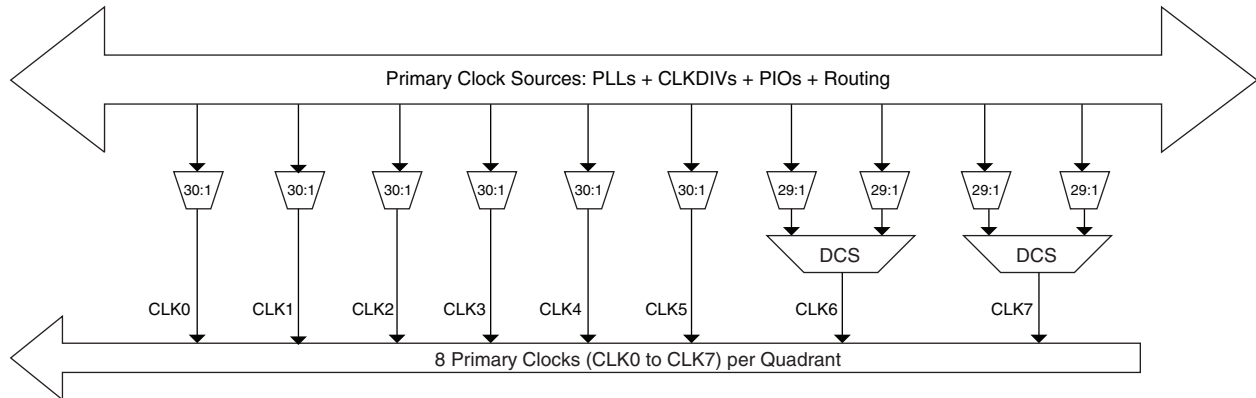 Primary Clock Sources: PLLs + CLKDIVs + PIOs + Routing
30:1 30:1 30:1 30:1 30:1 30:1 29:1 29:1 29:1 29:1
DCS DCS
CLK0 CLK1 CLK2 CLK3 CLK4 CLK5 CLK6 CLK7
8 Primary Clocks (CLK0 to CLK7) per Quadrant